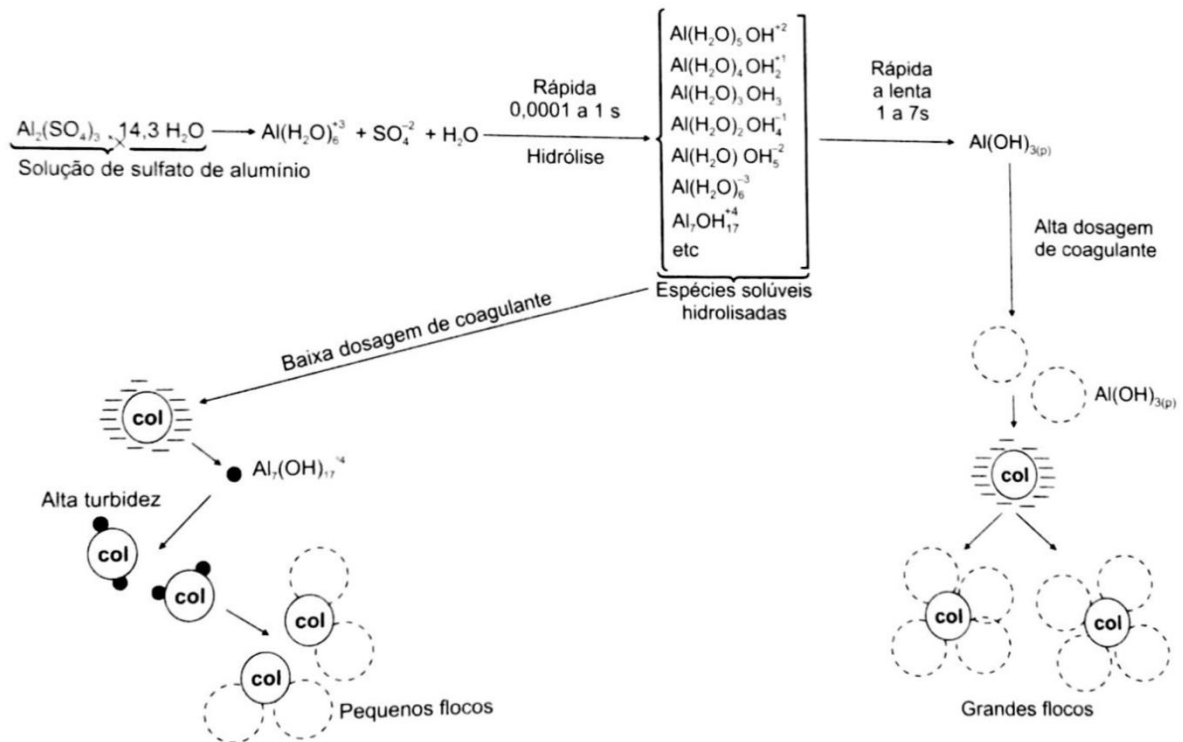 Al₂(SO₄)₃ . 14,3 H₂O → Al(H₂O)₆⁺³ + SO₄⁻² + H₂O
Solução de sulfato de alumínio
Rápida
0,0001 a 1 s
Hidrólise
Al(H₂O)₅ OH⁺²
Al(H₂O)₄ OH₂⁺¹
Al(H₂O)₃ OH₃
Al(H₂O)₂ OH₄⁻¹
Al(H₂O) OH₅⁻²
Al(H₂O)₆⁻³
Al₇OH₁₇⁺⁴
etc
Espécies solúveis
hidrolisadas
Rápida
a lenta
1 a 7s
Al(OH)₃₍ₚ₎
Alta dosagem
de coagulante
Baixa dosagem de coagulante
col
Al₇(OH)₁₇⁺⁴
Alta turbidez
col
col
col
col
Pequenos flocos
Al(OH)₃₍ₚ₎
col
col
col
Grandes flocos